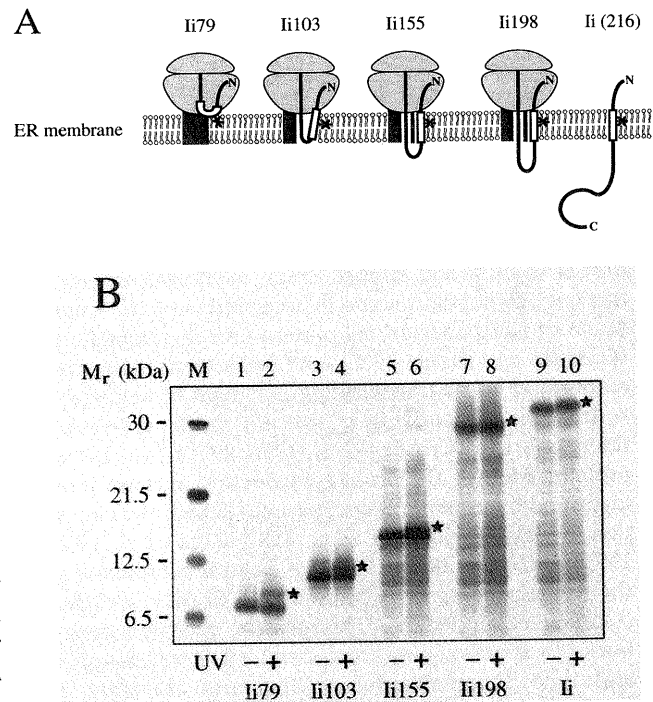 A
Ii79 Ii103 Ii155 Ii198 Ii (216)
N N N N N
ER membrane
C
B
Mr (kDa) M 1 2 3 4 5 6 7 8 9 10
30 -
21.5 -
12.5 -
6.5 -
UV − + − + − + − + − +
Ii79 Ii103 Ii155 Ii198 Ii